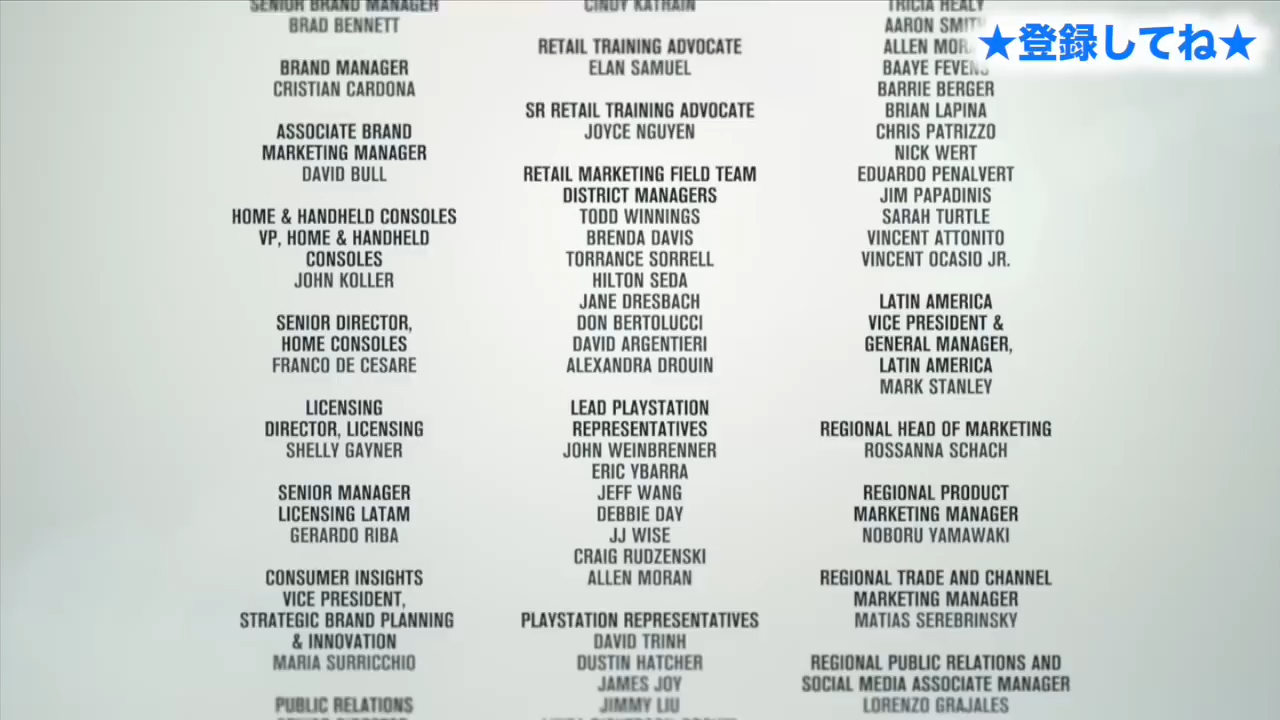 SENIOR BRAND MANAGER
BRAD BENNETT
BRAND MANAGER
CRISTIAN CARDONA
ASSOCIATE BRAND
MARKETING MANAGER
DAVID BULL
HOME & HANDHELD CONSOLES
VP, HOME & HANDHELD
CONSOLES
JOHN KOLLER
SENIOR DIRECTOR,
HOME CONSOLES
FRANCO DE CESARE
LICENSING
DIRECTOR, LICENSING
SHELLY GAYNER
SENIOR MANAGER
LICENSING LATAM
GERARDO RIBA
CONSUMER INSIGHTS
VICE PRESIDENT,
STRATEGIC BRAND PLANNING
& INNOVATION
MARIA SURRICCHIO
PUBLIC RELATIONS
CINDY KATHAIN
RETAIL TRAINING ADVOCATE
ELAN SAMUEL
SR RETAIL TRAINING ADVOCATE
JOYCE NGUYEN
RETAIL MARKETING FIELD TEAM
DISTRICT MANAGERS
TODD WINNINGS
BRENDA DAVIS
TORRANCE SORRELL
HILTON SEDA
JANE DRESBACH
DON BERTOLUCCI
DAVID ARGENTIERI
ALEXANDRA DROUIN
LEAD PLAYSTATION
REPRESENTATIVES
JOHN WEINBRENNER
ERIC YBARRA
JEFF WANG
DEBBIE DAY
JJ WISE
CRAIG RUDZENSKI
ALLEN MORAN
PLAYSTATION REPRESENTATIVES
DAVID TRINH
DUSTIN HATCHER
JAMES JOY
JIMMY LIU
TRICIA HEALY
AARON SMITH
ALLEN
BAAYE
BARRIE BERGER
BRIAN LAPINA
CHRIS PATRIZZO
NICK WERT
EDUARDO PENALVERT
JIM PAPADINIS
SARAH TURTLE
VINCENT ATTONITO
VINCENT OCASIO JR.
LATIN AMERICA
VICE PRESIDENT &
GENERAL MANAGER,
LATIN AMERICA
MARK STANLEY
REGIONAL HEAD OF MARKETING
ROSSANNA SCHACH
REGIONAL PRODUCT
MARKETING MANAGER
NOBORU YAMAWAKI
REGIONAL TRADE AND CHANNEL
MARKETING MANAGER
MATIAS SEREBRINSKY
REGIONAL PUBLIC RELATIONS AND
SOCIAL MEDIA ASSOCIATE MANAGER
LORENZO GRAJALES
★登録してね★